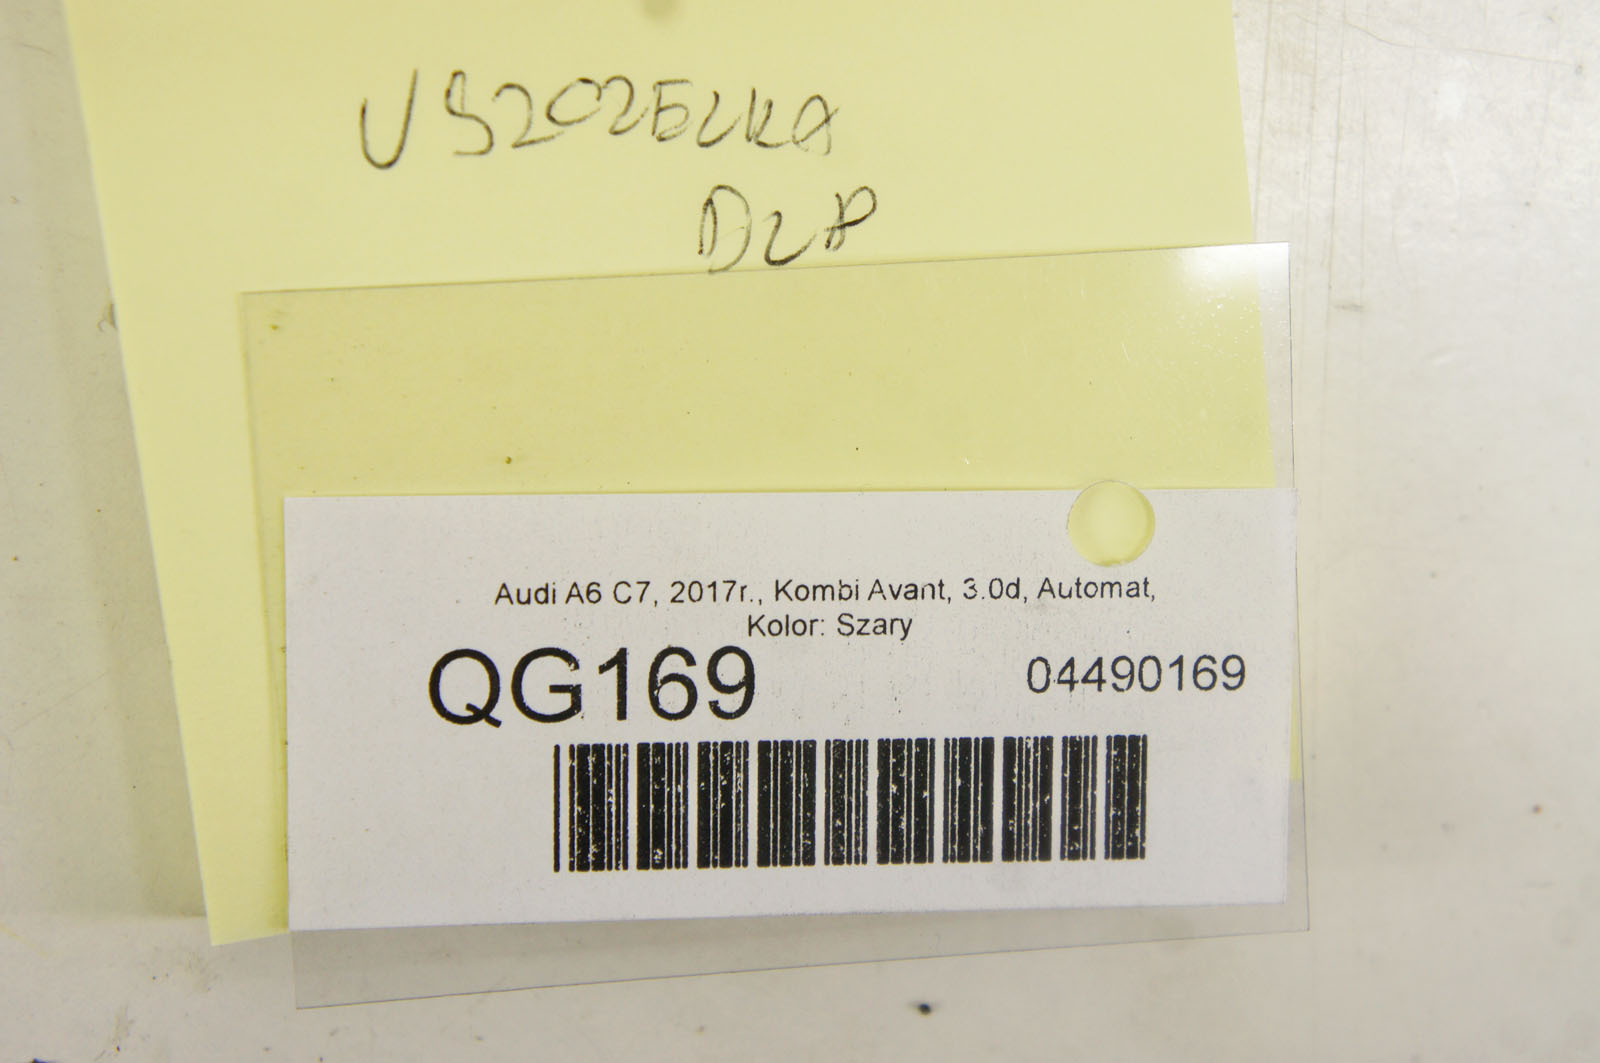 USZCZELKA
DZP
Audi A6 C7, 2017r., Kombi Avant, 3.0d, Automat,
Kolor: Szary
QG169
04490169